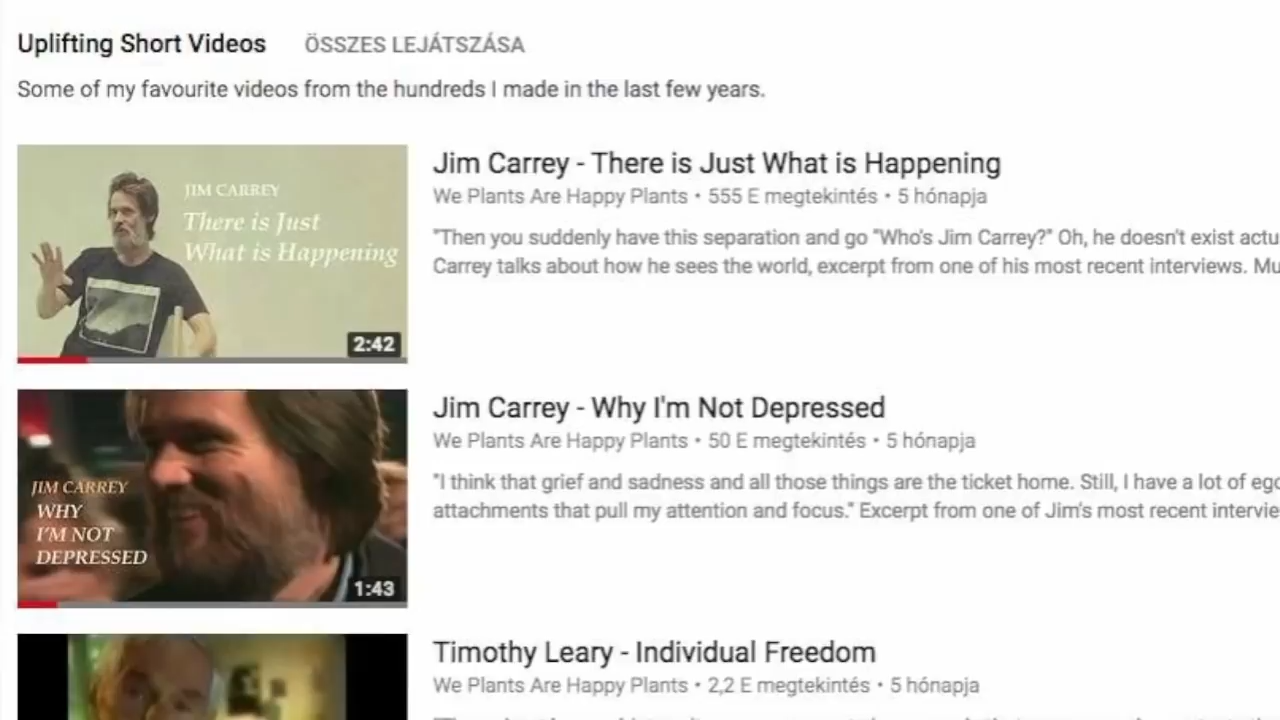 Uplifting Short Videos ÖSSZES LEJÁTSZÁSA
Some of my favourite videos from the hundreds I made in the last few years.
JIM CARREY
There is Just
What is Happening
2:42
Jim Carrey - There is Just What is Happening
We Plants Are Happy Plants • 555 E megtekintés • 5 hónapja
"Then you suddenly have this separation and go "Who's Jim Carrey?" Oh, he doesn't exist actu
Carrey talks about how he sees the world, excerpt from one of his most recent interviews. Mu
JIM CARREY
WHY
I'M NOT
DEPRESSED
1:43
Jim Carrey - Why I'm Not Depressed
We Plants Are Happy Plants • 50 E megtekintés • 5 hónapja
"I think that grief and sadness and all those things are the ticket home. Still, I have a lot of ego
attachments that pull my attention and focus." Excerpt from one of Jim's most recent intervie
Timothy Leary - Individual Freedom
We Plants Are Happy Plants • 2,2 E megtekintés • 5 hónapja